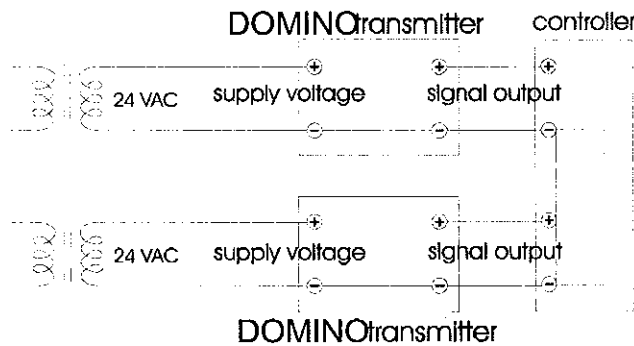 DOMINOtransmitter controller
+ + +
24 VAC supply voltage signal output
− − −
+ + +
24 VAC supply voltage signal output
− − −
DOMINOtransmitter